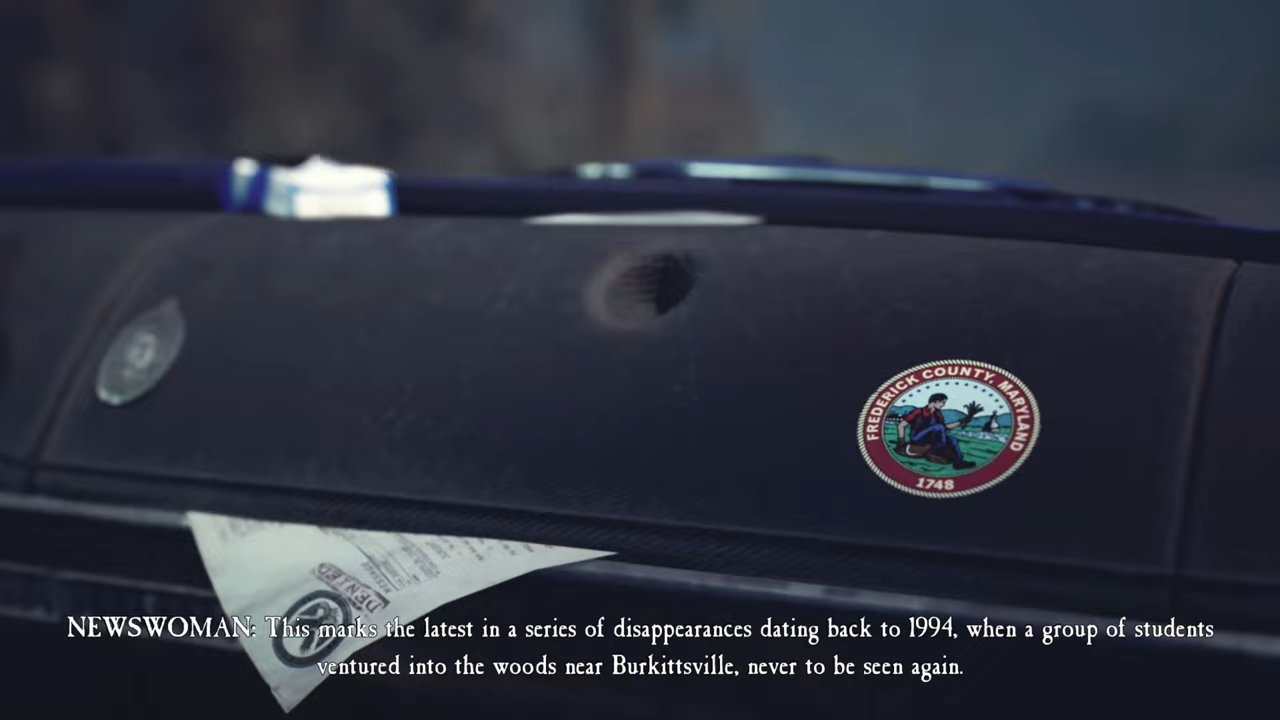 FREDERICK COUNTY, MARYLAND
1748
DENIED
MESSAGE
NEWSWOMAN: This marks the latest in a series of disappearances dating back to 1994, when a group of students
ventured into the woods near Burkittsville, never to be seen again.